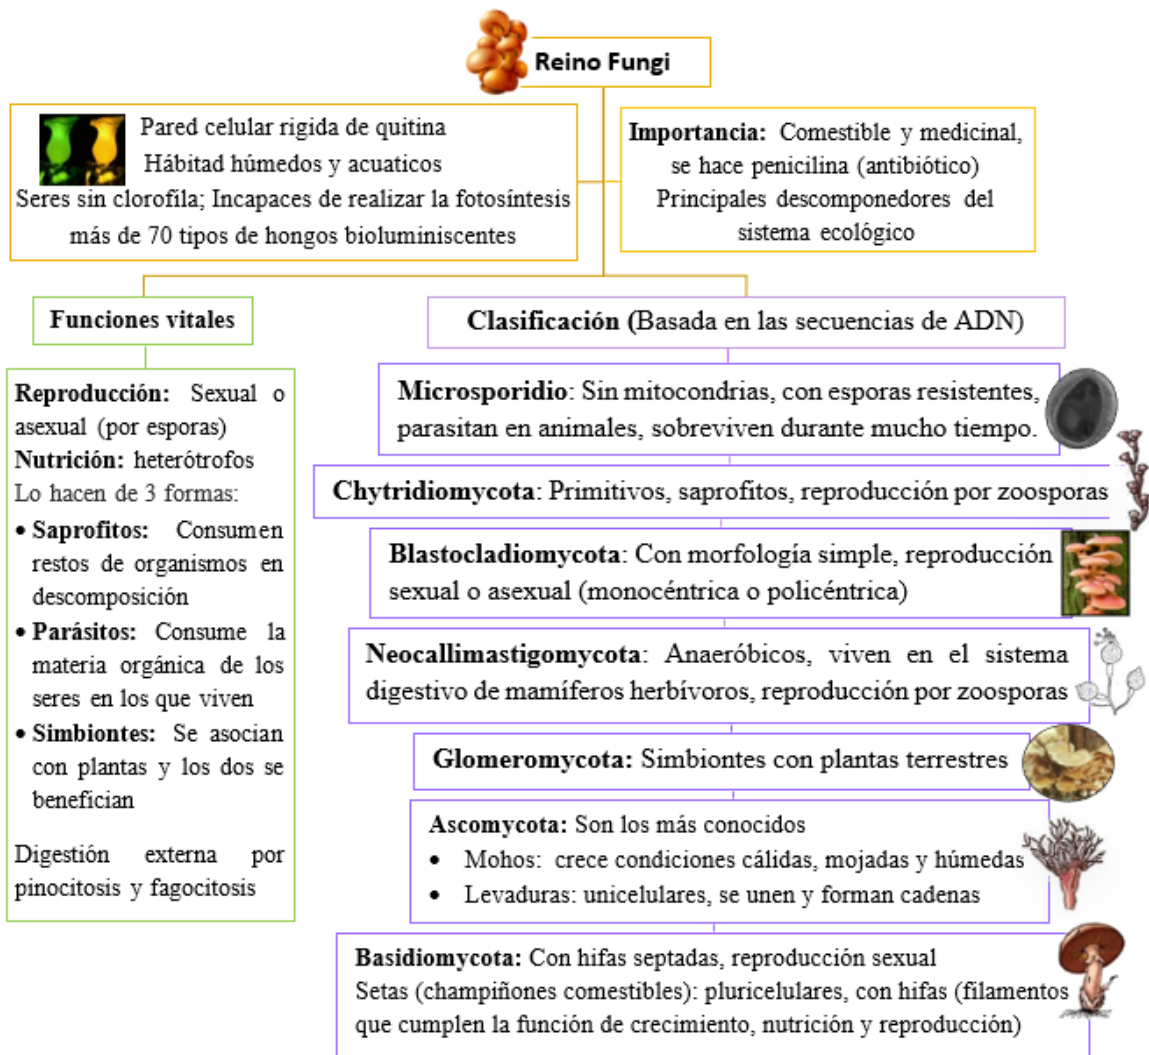 Reino Fungi
Pared celular rigida de quitina
Hábitad húmedos y acuaticos
Seres sin clorofíla; Incapaces de realizar la fotosíntesis
más de 70 tipos de hongos bioluminiscentes
Importancia: Comestible y medicinal,
se hace penicilina (antibiótico)
Principales descomponedores del
sistema ecológico
Funciones vitales
Reproducción: Sexual o
asexual (por esporas)
Nutrición: heterótrofos
Lo hacen de 3 formas:
• Saprofitos: Consumen
restos de organismos en
descomposición
• Parásitos: Consume la
materia orgánica de los
seres en los que viven
• Simbiontes: Se asocian
con plantas y los dos se
benefician
Digestión externa por
pinocitosis y fagocitosis
Clasificación (Basada en las secuencias de ADN)
Microsporidio: Sin mitocondrias, con esporas resistentes,
parasitan en animales, sobreviven durante mucho tiempo.
Chytridiomycota: Primitivos, saprofitos, reproducción por zoosporas
Blastocladiomycota: Con morfología simple, reproducción
sexual o asexual (monocéntrica o policéntrica)
Neocallimastigomycota: Anaeróbicos, viven en el sistema
digestivo de mamíferos herbívoros, reproducción por zoosporas
Glomeromycota: Simbiontes con plantas terrestres
Ascomycota: Son los más conocidos
• Mohos: crece condiciones cálidas, mojadas y húmedas
• Levaduras: unicelulares, se unen y forman cadenas
Basidiomycota: Con hifas septadas, reproducción sexual
Setas (champiñones comestibles): pluricelulares, con hifas (filamentos
que cumplen la función de crecimiento, nutrición y reproducción)